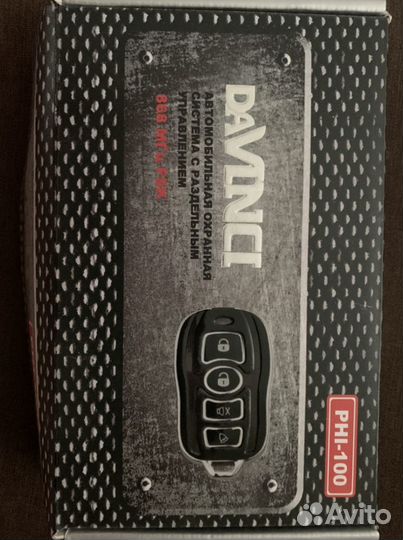 DAVINCI
АВТОМОБИЛЬНАЯ ОХРАННАЯ
СИСТЕМА С РАЗДЕЛЬНЫМ
УПРАВЛЕНИЕМ
868 МГц FSK
PHI-100
Avito